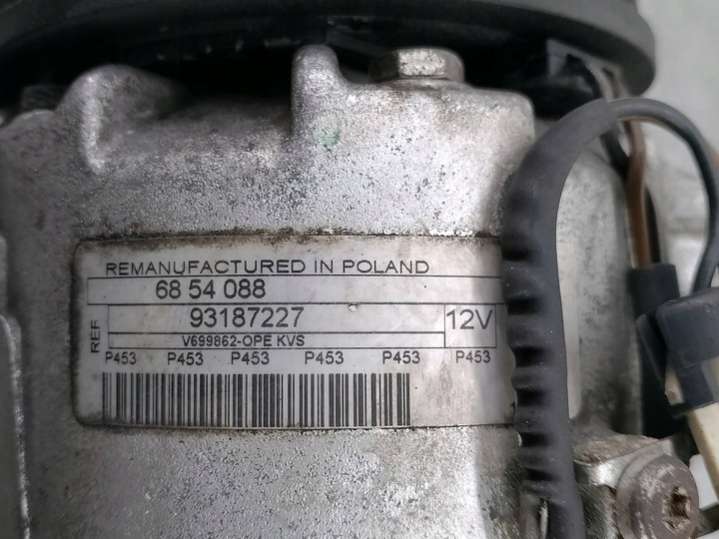 REMANUFACTURED IN POLAND
68 54 088
REF 93187227 12V
V699862-OPE KVS
P453 P453 P453 P453 P453 P453